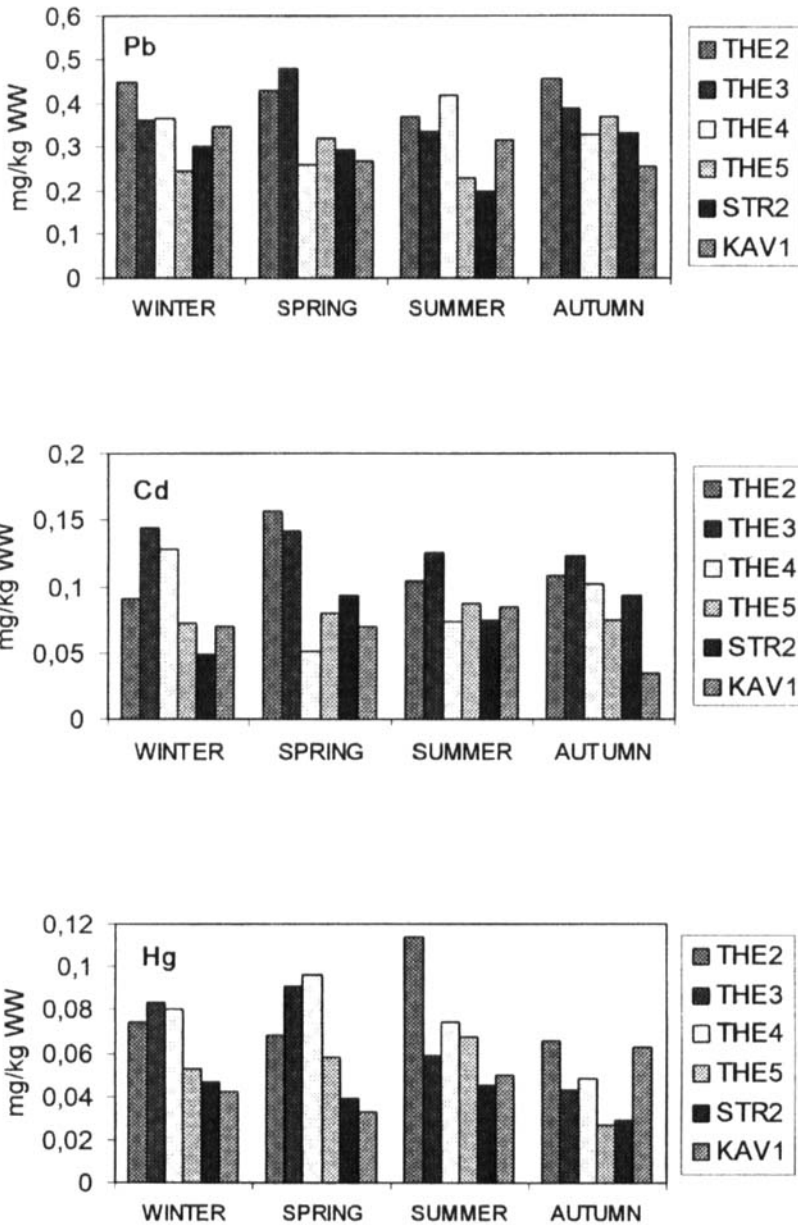 0,6
0,5
0,4
0,3
0,2
0,1
0
mg/kg WW
Pb
WINTER SPRING SUMMER AUTUMN
THE2
THE3
THE4
THE5
STR2
KAV1
0,2
0,15
0,1
0,05
0
mg/kg WW
Cd
WINTER SPRING SUMMER AUTUMN
THE2
THE3
THE4
THE5
STR2
KAV1
0,12
0,1
0,08
0,06
0,04
0,02
0
mg/kg WW
Hg
WINTER SPRING SUMMER AUTUMN
THE2
THE3
THE4
THE5
STR2
KAV1